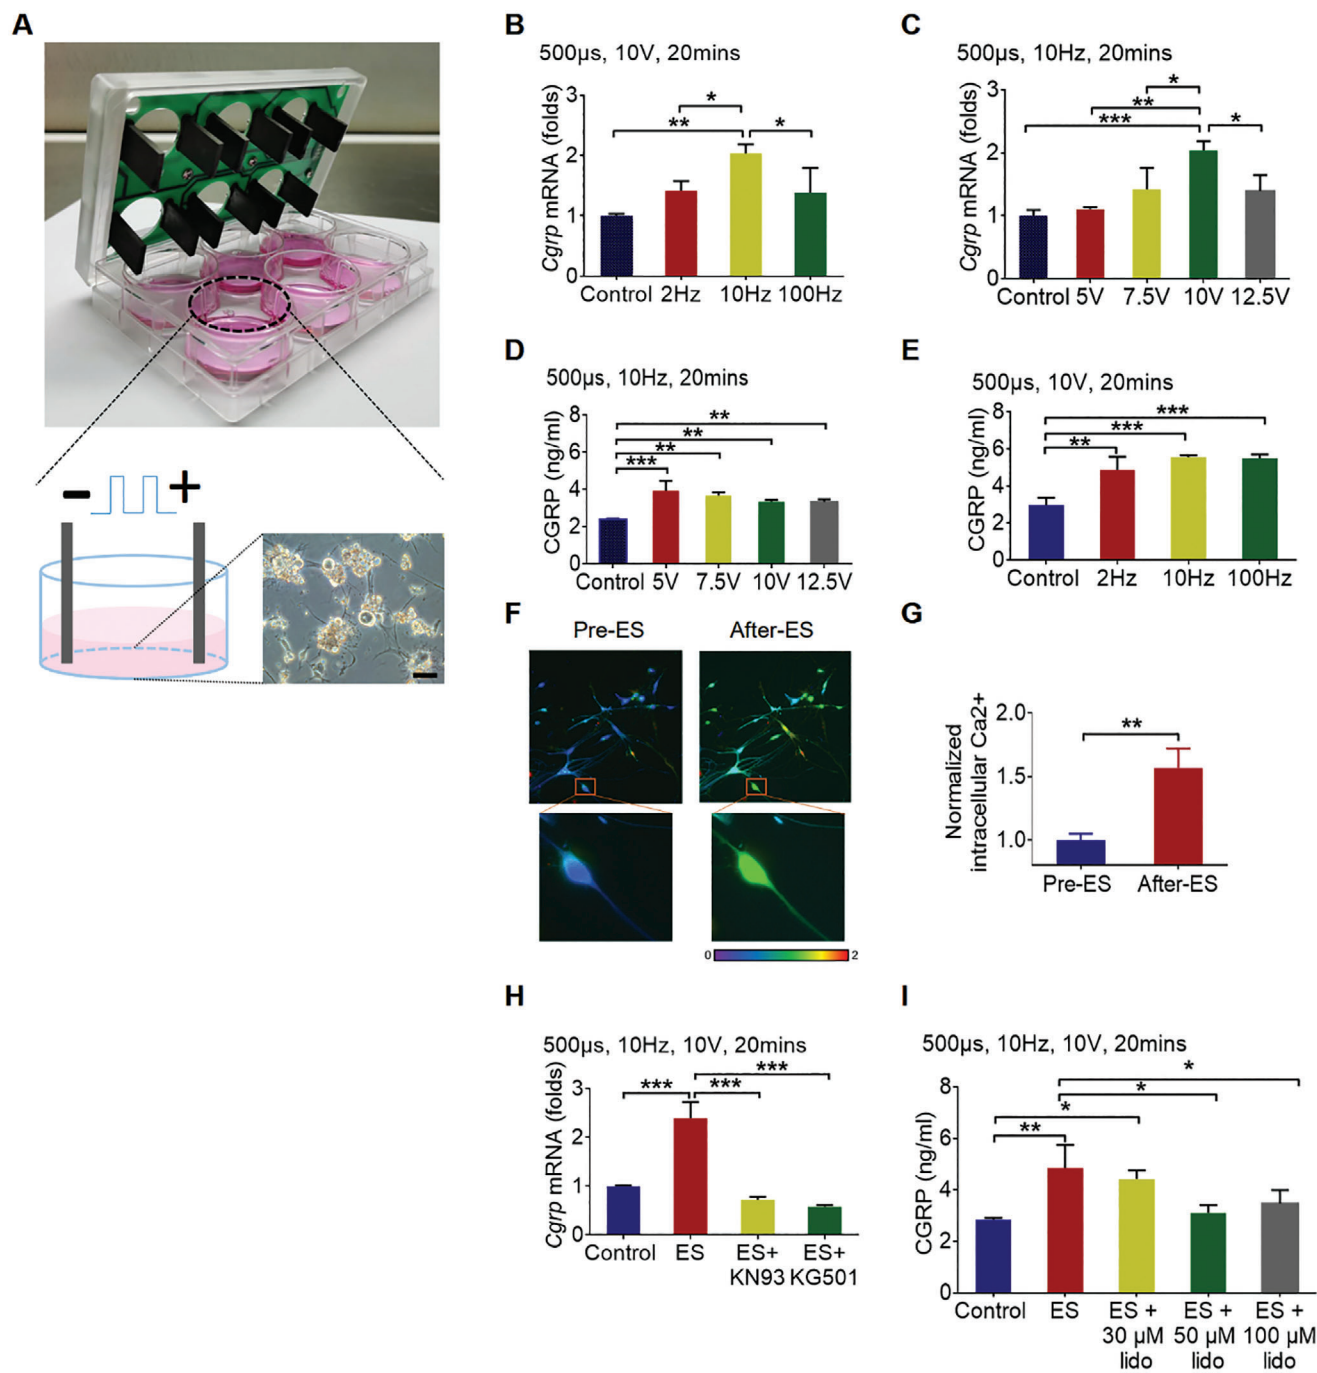 A
B
500µs, 10V, 20mins
Cgrp mRNA (folds)
3
2
1
0
*
**
*
Control 2Hz 10Hz 100Hz
C
500µs, 10Hz, 20mins
Cgrp mRNA (folds)
3
2
1
0
*
**
***
*
Control 5V 7.5V 10V 12.5V
D
500µs, 10Hz, 20mins
CGRP (ng/ml)
8
6
4
2
0
**
**
**
***
Control 5V 7.5V 10V 12.5V
E
500µs, 10V, 20mins
CGRP (ng/ml)
8
6
4
2
0
***
***
**
Control 2Hz 10Hz 100Hz
− +
F
Pre-ES After-ES
0 2
G
Normalized
intracellular Ca2+
2.0
1.5
1.0
**
Pre-ES After-ES
H
500µs, 10Hz, 10V, 20mins
Cgrp mRNA (folds)
3
2
1
0
***
*** ***
Control ES ES+ ES+
KN93 KG501
I
500µs, 10Hz, 10V, 20mins
CGRP (ng/ml)
8
6
4
2
0
*
*
*
**
Control ES ES + ES + ES +
30 µM 50 µM 100 µM
lido lido lido